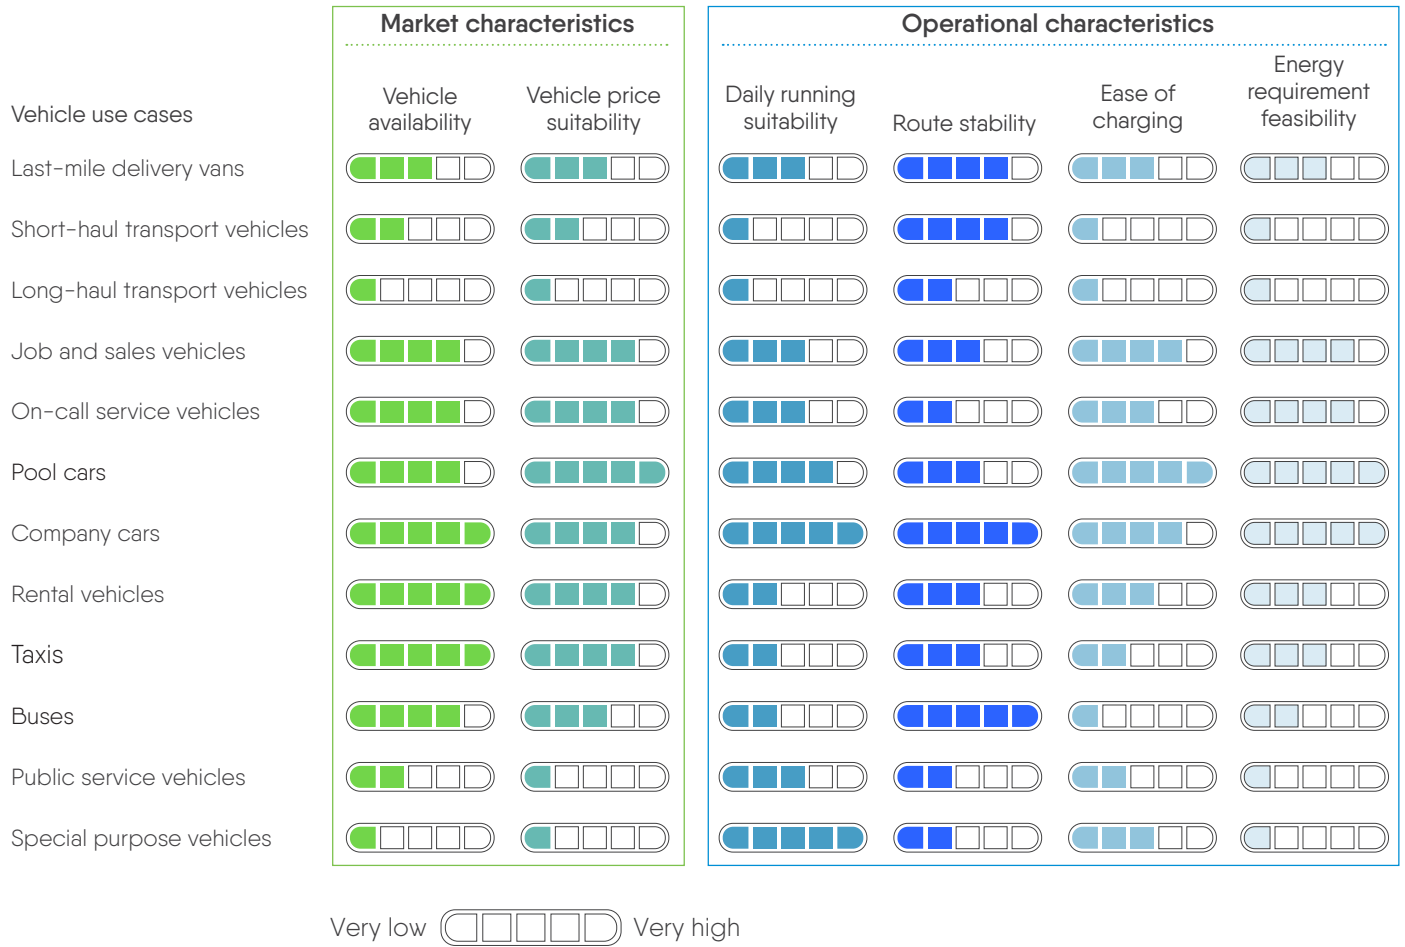 Market characteristics
Operational characteristics
Vehicle use cases
Vehicle
availability
Vehicle price
suitability
Daily running
suitability
Route stability
Ease of
charging
Energy
requirement
feasibility
Last-mile delivery vans
Short-haul transport vehicles
Long-haul transport vehicles
Job and sales vehicles
On-call service vehicles
Pool cars
Company cars
Rental vehicles
Taxis
Buses
Public service vehicles
Special purpose vehicles
Very low
Very high